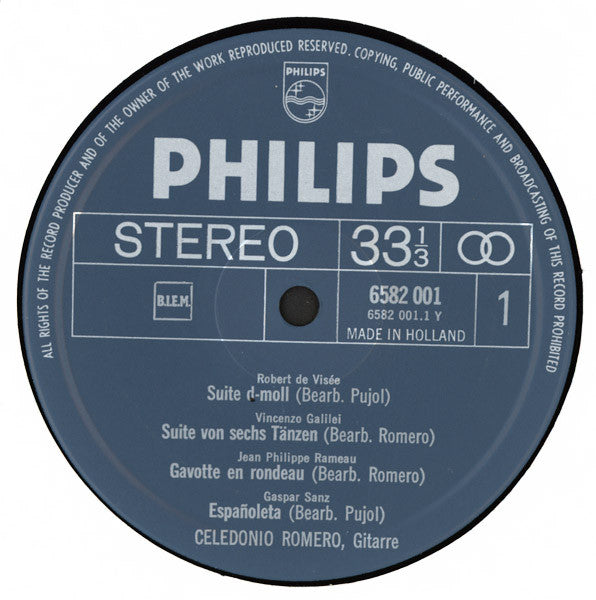 ALL RIGHTS OF THE RECORD PRODUCER AND OF THE OWNER OF THE WORK REPRODUCED RESERVED. COPYING, PUBLIC PERFORMANCE AND BROADCASTING OF THIS RECORD PROHIBITED
PHILIPS
PHILIPS
STEREO 33 1/3
B.I.E.M. 6582 001 1
6582 001.1 Y
MADE IN HOLLAND
Robert de Visée
Suite d-moll (Bearb. Pujol)
Vincenzo Galilei
Suite von sechs Tänzen (Bearb. Romero)
Jean Philippe Rameau
Gavotte en rondeau (Bearb. Romero)
Gaspar Sanz
Españoleta (Bearb. Pujol)
CELEDONIO ROMERO, Gitarre